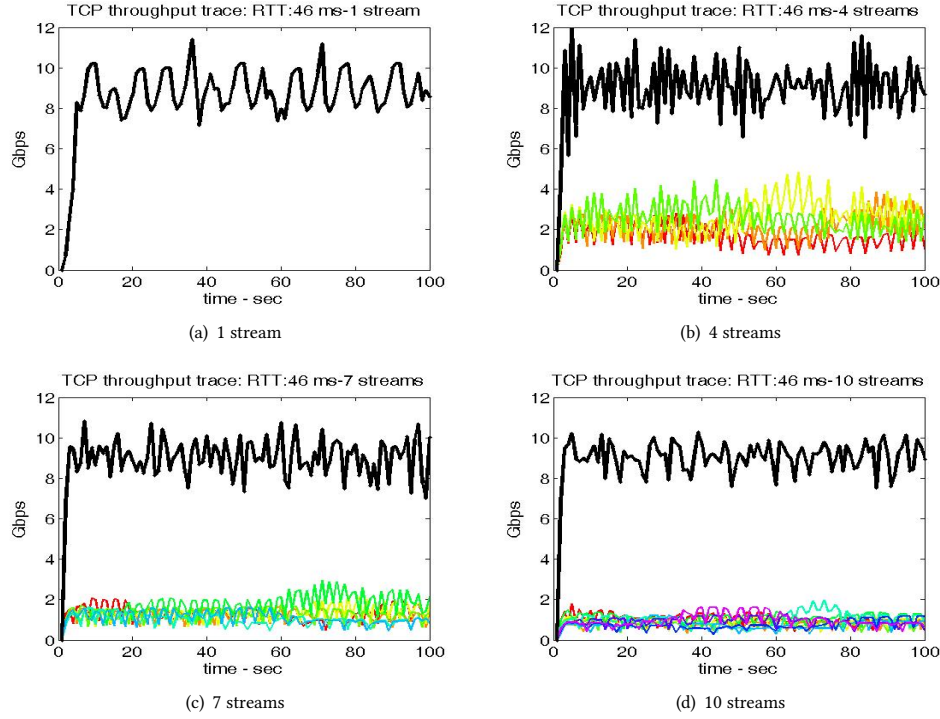 TCP throughput trace: RTT:46 ms-1 stream
12
10
8
6
4
2
0
Gbps
0 20 40 60 80 100
time - sec
(a) 1 stream
TCP throughput trace: RTT:46 ms-4 streams
12
10
8
6
4
2
0
Gbps
0 20 40 60 80 100
time - sec
(b) 4 streams
TCP throughput trace: RTT:46 ms-7 streams
12
10
8
6
4
2
0
Gbps
0 20 40 60 80 100
time - sec
(c) 7 streams
TCP throughput trace: RTT:46 ms-10 streams
12
10
8
6
4
2
0
Gbps
0 20 40 60 80 100
time - sec
(d) 10 streams